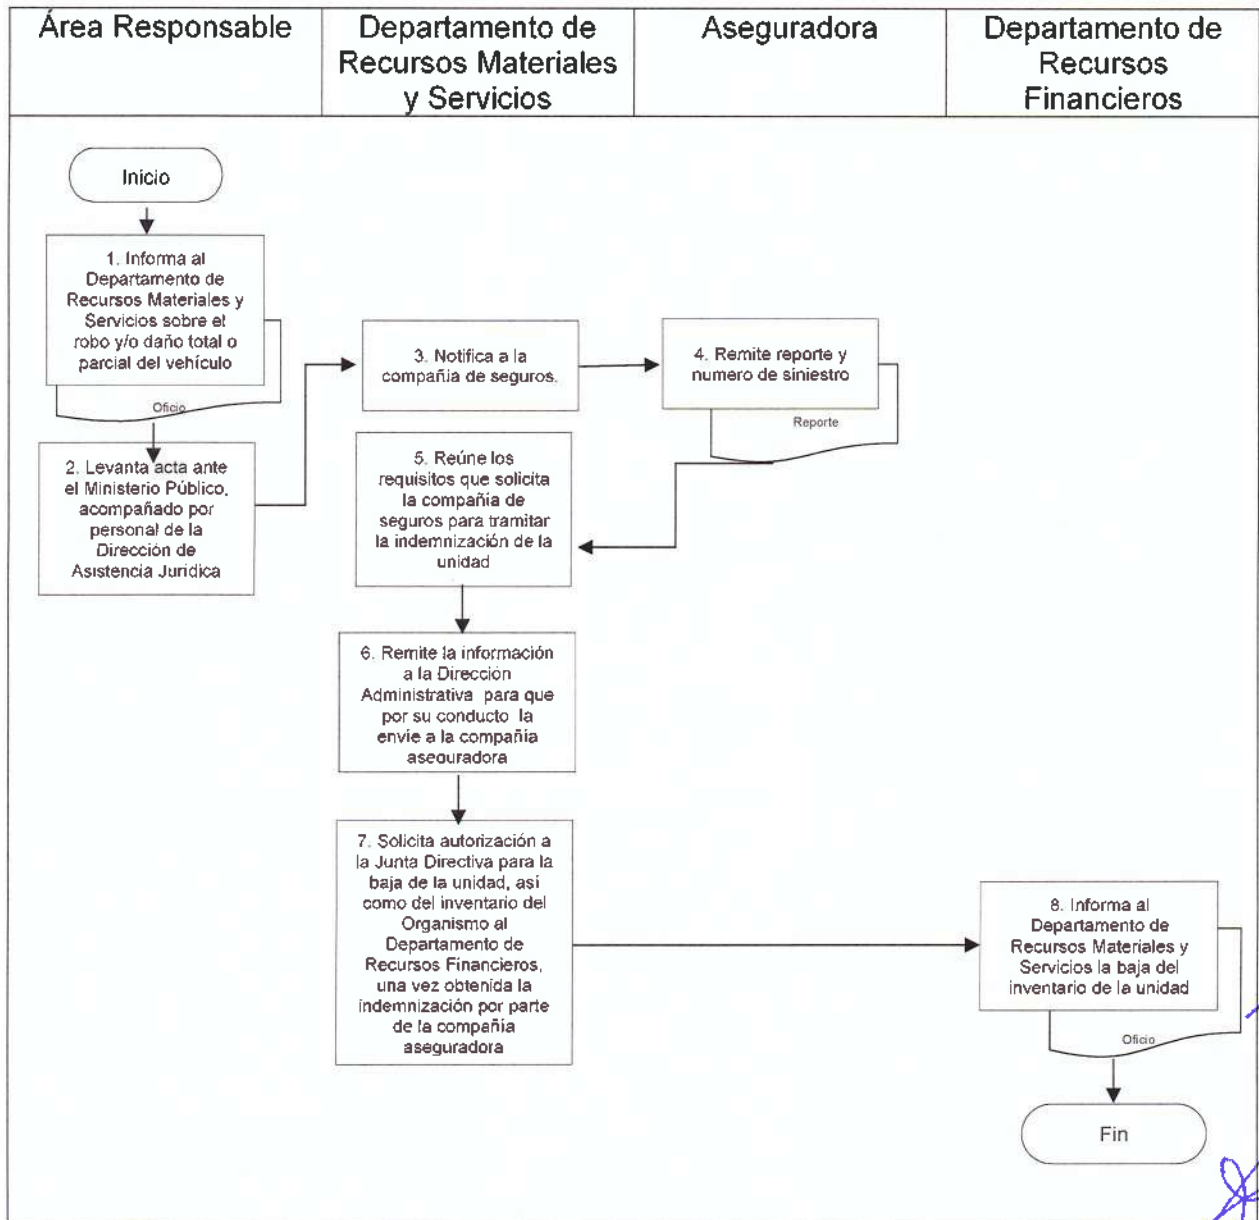 Área Responsable
Departamento de
Recursos Materiales
y Servicios
Aseguradora
Departamento de
Recursos
Financieros
Inicio
1. Informa al
Departamento de
Recursos Materiales y
Servicios sobre el
robo y/o daño total o
parcial del vehículo
Oficio
2. Levanta acta ante
el Ministerio Público,
acompañado por
personal de la
Dirección de
Asistencia Jurídica
3. Notifica a la
compañia de seguros.
4. Remite reporte y
numero de siniestro
Reporte
5. Reúne los
requisitos que solicita
la compañia de
seguros para tramitar
la indemnización de la
unidad
6. Remite la información
a la Dirección
Administrativa para que
por su conducto la
envíe a la compañía
aseguradora
7. Solicita autorización a
la Junta Directiva para la
baja de la unidad, así
como del inventario del
Organismo al
Departamento de
Recursos Financieros,
una vez obtenida la
indemnización por parte
de la compañía
aseguradora
8. Informa al
Departamento de
Recursos Materiales y
Servicios la baja del
inventario de la unidad
Oficio
Fin